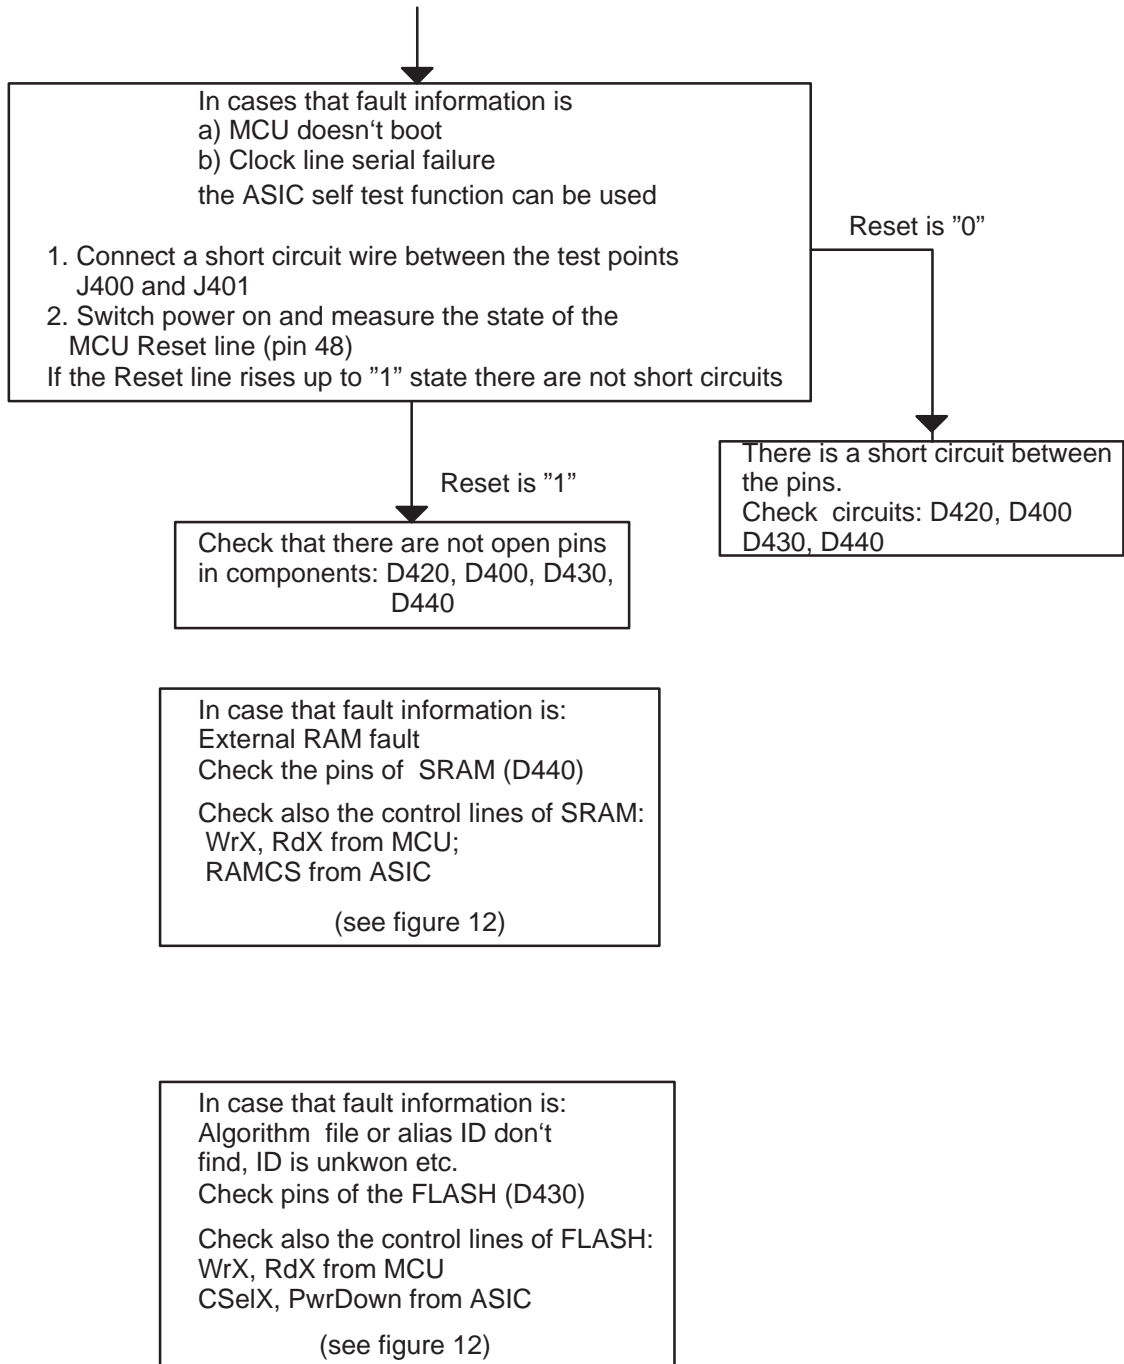 In cases that fault information is
a) MCU doesn‘t boot
b) Clock line serial failure
the ASIC self test function can be used
1. Connect a short circuit wire between the test points
J400 and J401
2. Switch power on and measure the state of the
MCU Reset line (pin 48)
If the Reset line rises up to ”1” state there are not short circuits
Reset is ”0”
There is a short circuit between
the pins.
Check circuits: D420, D400
D430, D440
Reset is ”1”
Check that there are not open pins
in components: D420, D400, D430,
D440
In case that fault information is:
External RAM fault
Check the pins of SRAM (D440)
Check also the control lines of SRAM:
WrX, RdX from MCU;
RAMCS from ASIC
(see figure 12)
In case that fault information is:
Algorithm file or alias ID don‘t
find, ID is unkwon etc.
Check pins of the FLASH (D430)
Check also the control lines of FLASH:
WrX, RdX from MCU
CSelX, PwrDown from ASIC
(see figure 12)